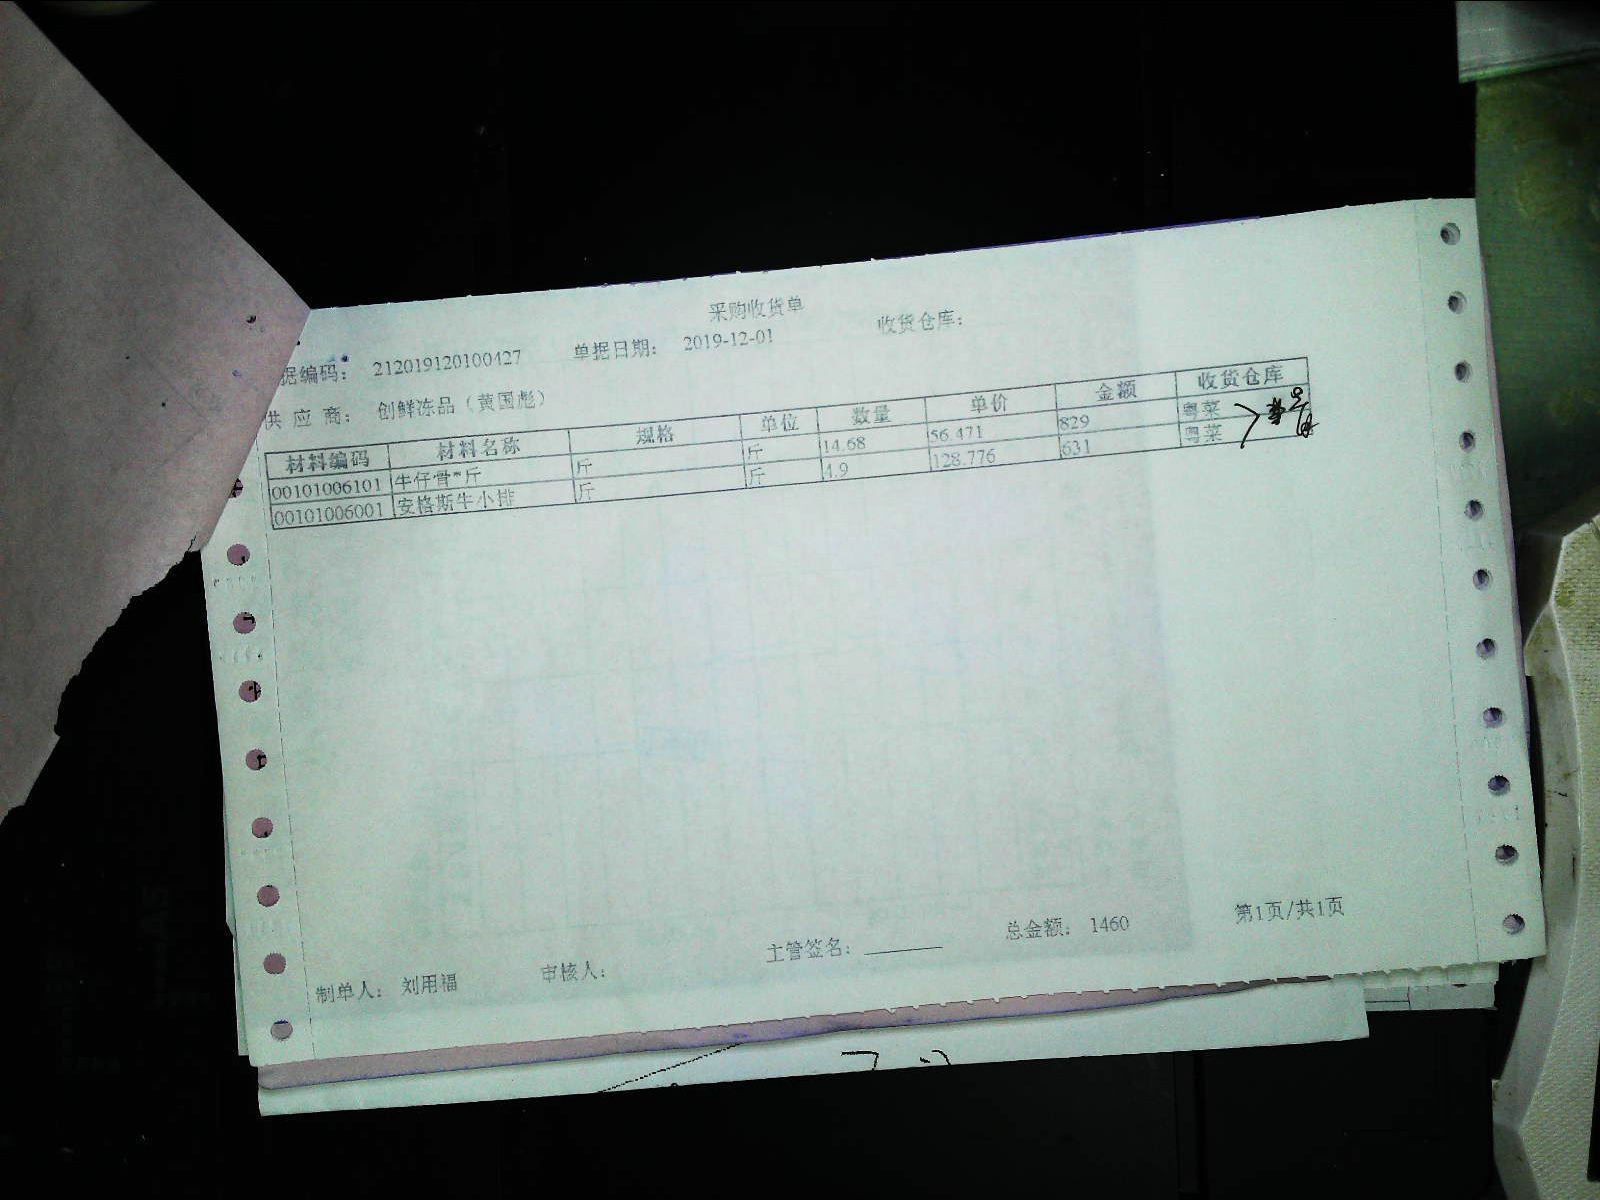 采购收货单
据编码： 212019120100427 单据日期： 2019-12-01 收货仓库：
供 应 商： 创鲜冻品（黄国彪）
材料编码 材料名称 规格 单位 数量 单价 金额 收货仓库
00101006101 牛仔骨*斤 斤 斤 14.68 56.471 829 粤菜
00101006001 安格斯牛小排 斤 斤 4.9 128.776 631 粤菜
制单人： 刘用福 审核人： 主管签名： 总金额： 1460 第1页/共1页